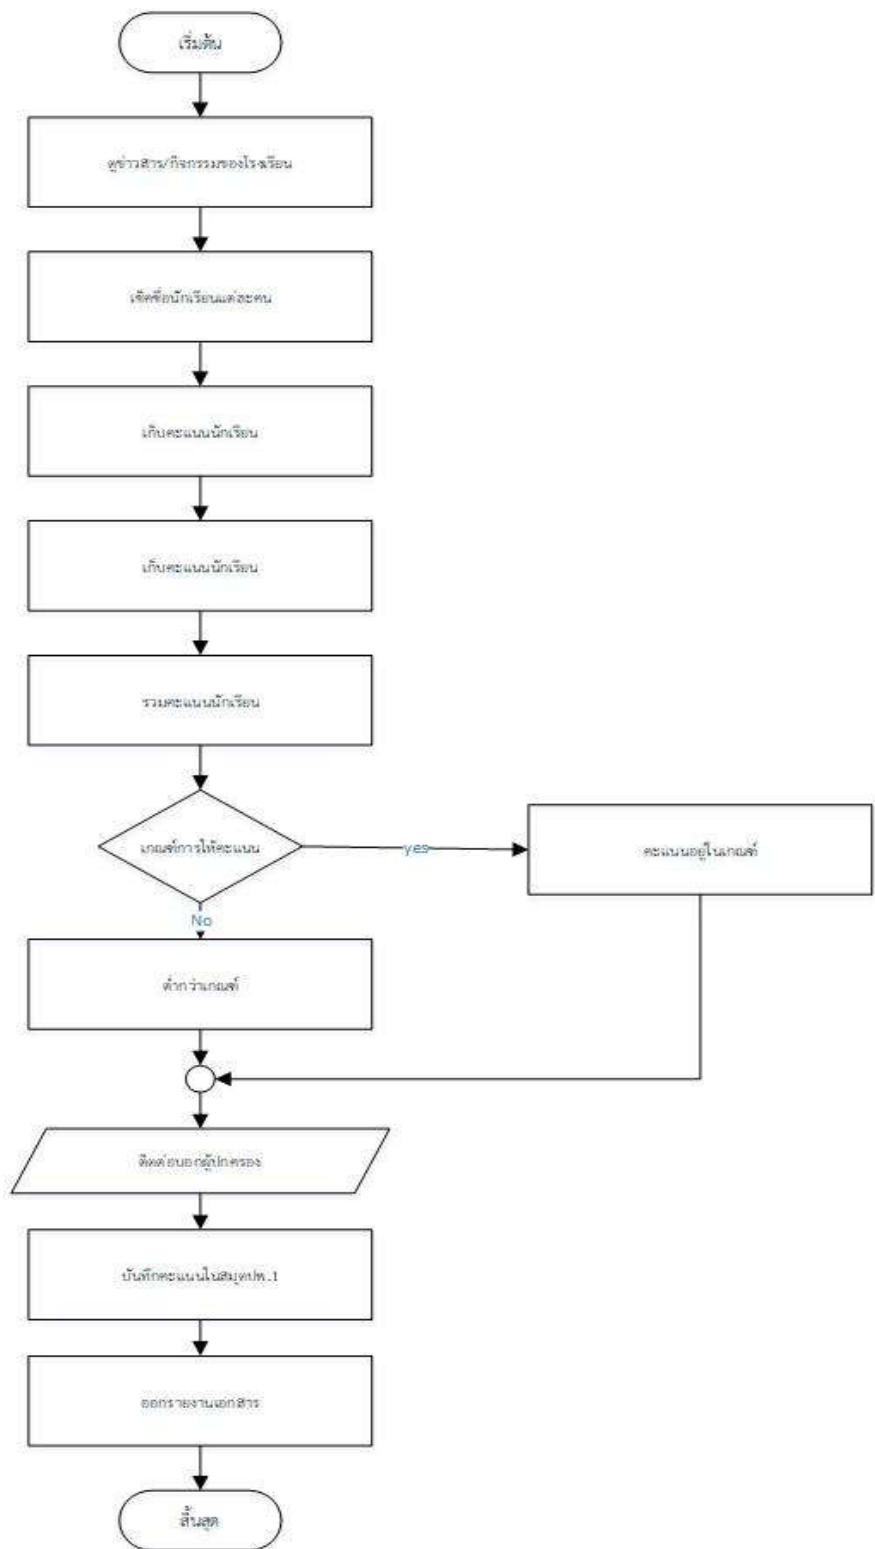 เริ่มต้น
ดูข่าวสาร/กิจกรรมของโรงเรียน
เช็คชื่อนักเรียนแต่ละคน
เก็บคะแนนนักเรียน
เก็บคะแนนนักเรียน
รวมคะแนนนักเรียน
เกณฑ์การให้คะแนน
yes
คะแนนอยู่ในเกณฑ์
No
ต่ำกว่าเกณฑ์
ติดต่อบอกผู้ปกครอง
บันทึกคะแนนในสมุดปพ.1
ออกรายงานเอกสาร
สิ้นสุด